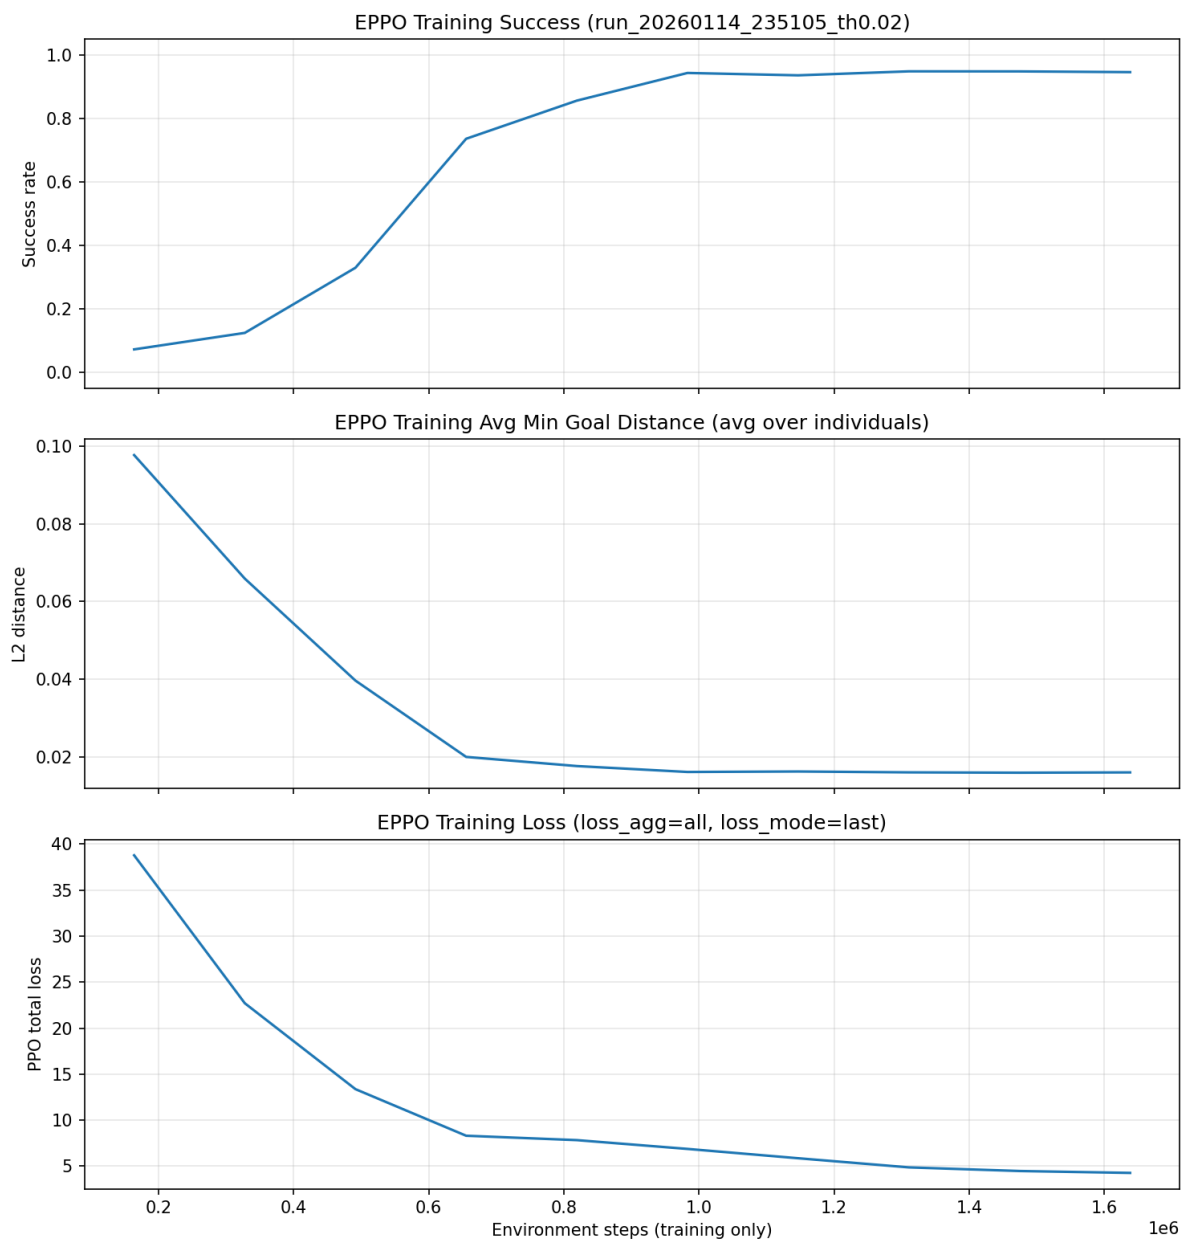 EPPO Training Success (run_20260114_235105_th0.02)
1.0
0.8
0.6
0.4
0.2
0.0
Success rate
EPPO Training Avg Min Goal Distance (avg over individuals)
0.10
0.08
0.06
0.04
0.02
L2 distance
EPPO Training Loss (loss_agg=all, loss_mode=last)
40
35
30
25
20
15
10
5
PPO total loss
0.2 0.4 0.6 0.8 1.0 1.2 1.4 1.6
1e6
Environment steps (training only)